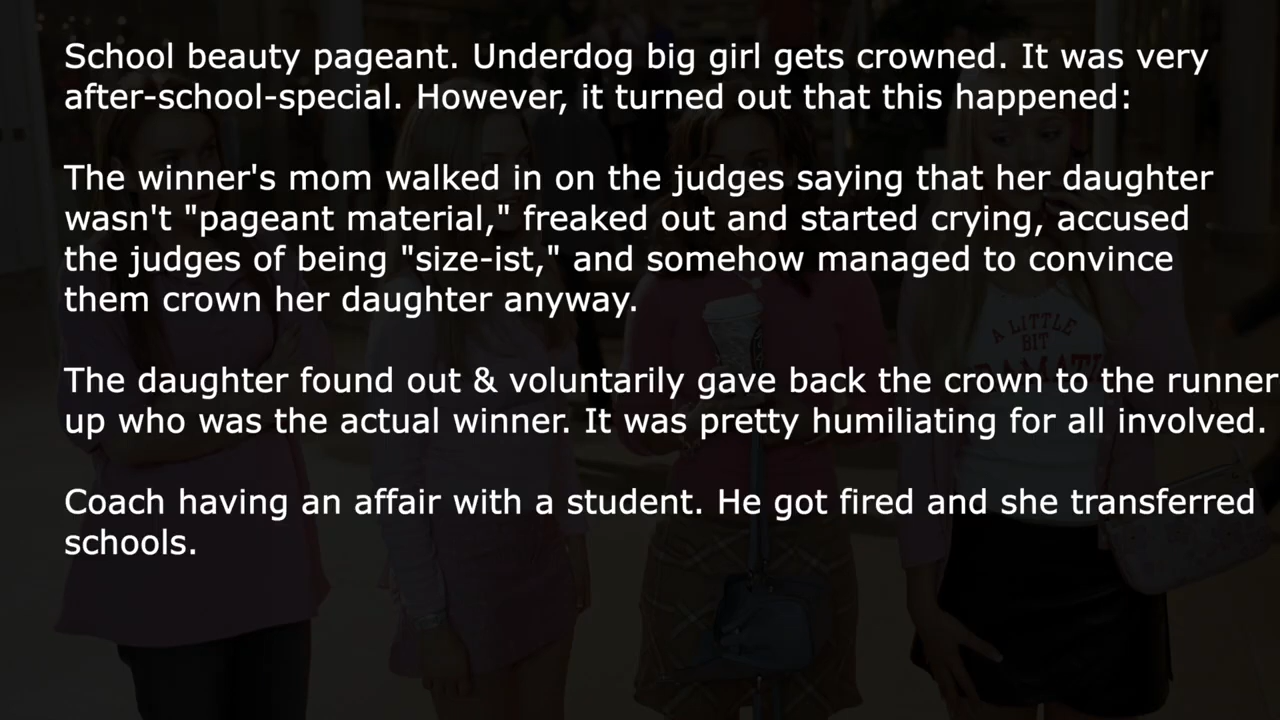 School beauty pageant. Underdog big girl gets crowned. It was very
after-school-special. However, it turned out that this happened:
The winner's mom walked in on the judges saying that her daughter
wasn't "pageant material," freaked out and started crying, accused
the judges of being "size-ist," and somehow managed to convince
them crown her daughter anyway.
The daughter found out & voluntarily gave back the crown to the runner
up who was the actual winner. It was pretty humiliating for all involved.
Coach having an affair with a student. He got fired and she transferred
schools.
A LITTLE
BIT